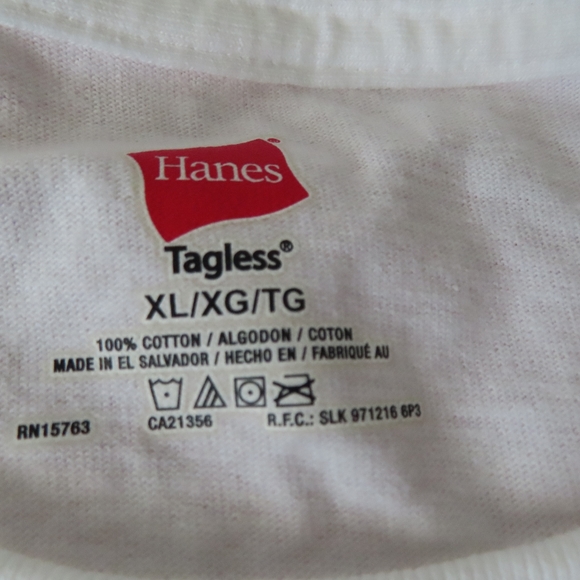 Hanes
Tagless®
XL/XG/TG
100% COTTON / ALGODON / COTON
MADE IN EL SALVADOR / HECHO EN / FABRIQUÉ AU
RN15763 CA21356 R.F.C.: SLK 971216 6P3